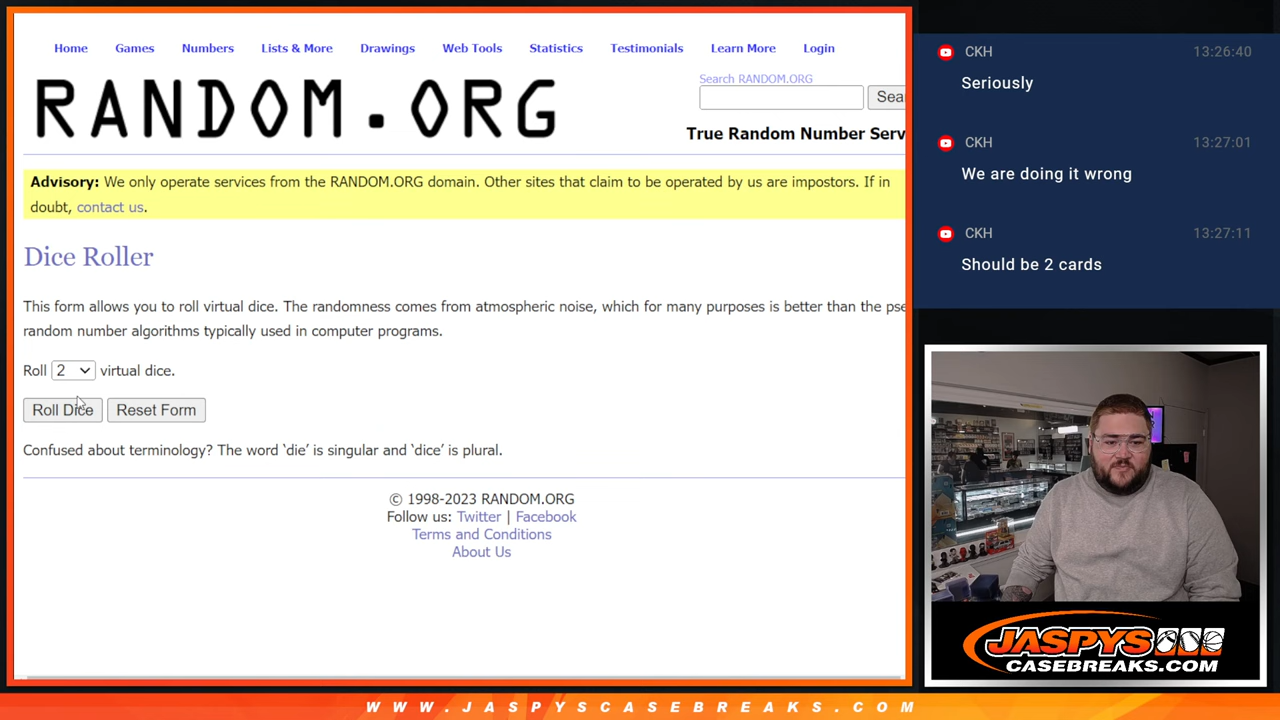 Home Games Numbers Lists & More Drawings Web Tools Statistics Testimonials Learn More Login
RANDOM.ORG
Search RANDOM.ORG
Sea
True Random Number Serv
Advisory: We only operate services from the RANDOM.ORG domain. Other sites that claim to be operated by us are impostors. If in
doubt, contact us.
Dice Roller
This form allows you to roll virtual dice. The randomness comes from atmospheric noise, which for many purposes is better than the pse
random number algorithms typically used in computer programs.
Roll 2 virtual dice.
Roll Dice Reset Form
Confused about terminology? The word ‘die’ is singular and ‘dice’ is plural.
© 1998-2023 RANDOM.ORG
Follow us: Twitter | Facebook
Terms and Conditions
About Us
CKH 13:26:40
Seriously
CKH 13:27:01
We are doing it wrong
CKH 13:27:11
Should be 2 cards
JASPYS
CASEBREAKS.COM
WWW.JASPYSCASEBREAKS.COM